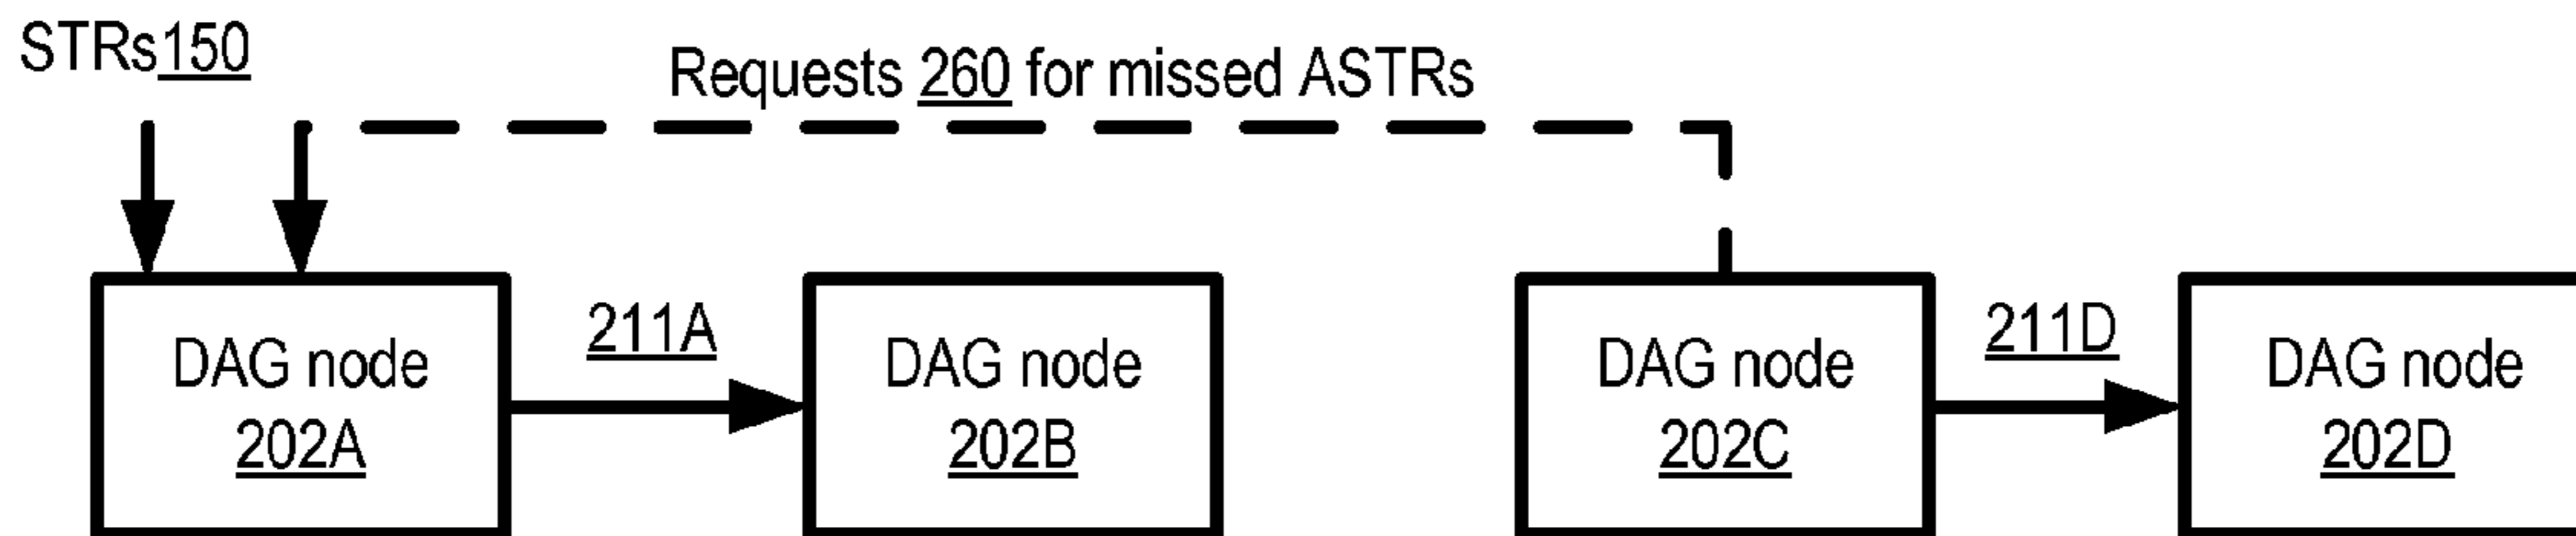 STRs150
Requests 260 for missed ASTRs
DAG node
202A
211A
DAG node
202B
DAG node
202C
211D
DAG node
202D